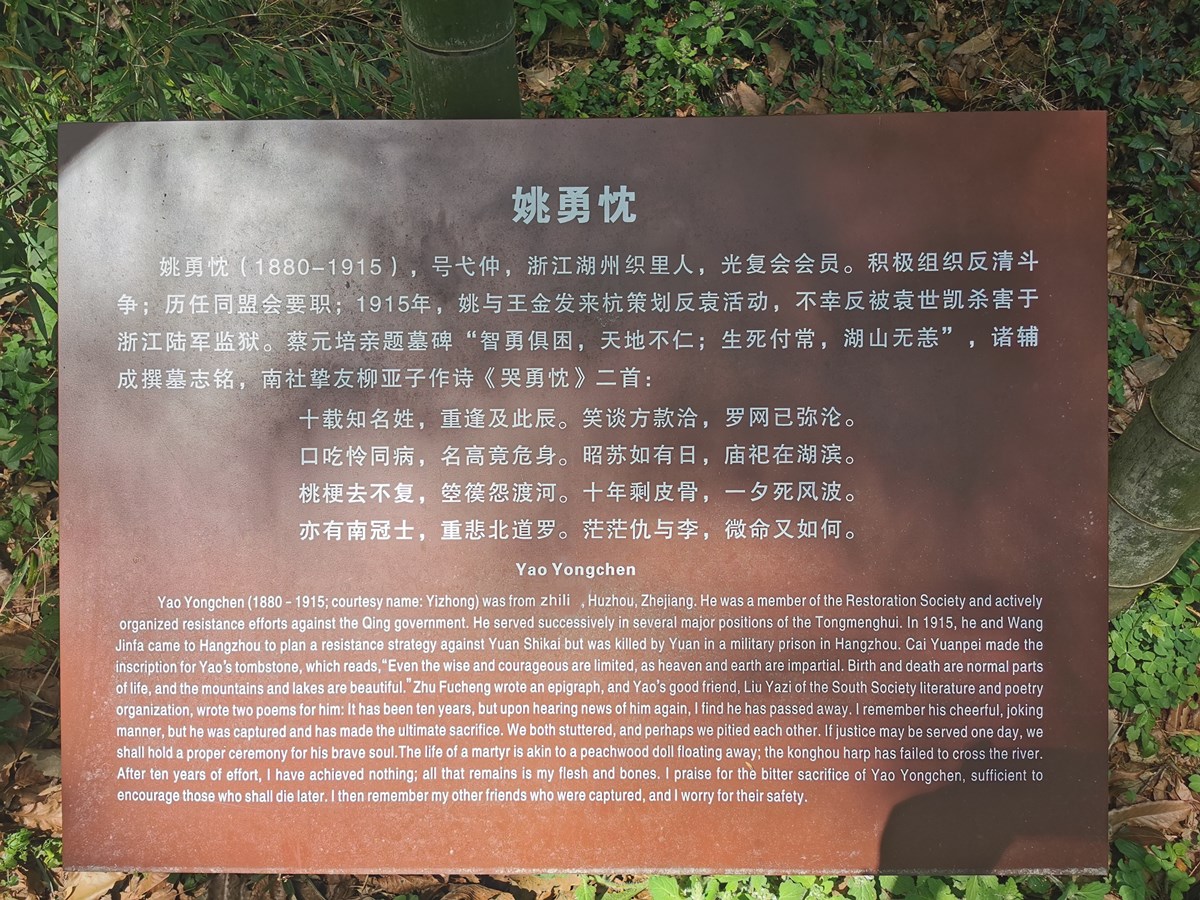 姚勇忱
姚勇忱（1880-1915），号弋仲，浙江湖州织里人，光复会会员。积极组织反清斗
争；历任同盟会要职；1915年，姚与王金发来杭策划反袁活动，不幸反被袁世凯杀害于
浙江陆军监狱。蔡元培亲题墓碑“智勇俱困，天地不仁；生死付常，湖山无恙”，诸辅
成撰墓志铭，南社挚友柳亚子作诗《哭勇忱》二首：
十载知名姓，重逢及此辰。笑谈方款洽，罗网已弥沦。
口吃怜同病，名高竟危身。昭苏如有日，庙祀在湖滨。
桃梗去不复，箜篌怨渡河。十年剩皮骨，一夕死风波。
亦有南冠士，重悲北道罗。茫茫仇与李，微命又如何。
Yao Yongchen
Yao Yongchen (1880 - 1915; courtesy name: Yizhong) was from zhili , Huzhou, Zhejiang. He was a member of the Restoration Society and actively
organized resistance efforts against the Qing government. He served successively in several major positions of the Tongmenghui. In 1915, he and Wang
Jinfa came to Hangzhou to plan a resistance strategy against Yuan Shikai but was killed by Yuan in a military prison in Hangzhou. Cai Yuanpei made the
inscription for Yao's tombstone, which reads,"Even the wise and courageous are limited, as heaven and earth are impartial. Birth and death are normal parts
of life, and the mountains and lakes are beautiful." Zhu Fucheng wrote an epigraph, and Yao's good friend, Liu Yazi of the South Society literature and poetry
organization, wrote two poems for him: It has been ten years, but upon hearing news of him again, I find he has passed away. I remember his cheerful, joking
manner, but he was captured and has made the ultimate sacrifice. We both stuttered, and perhaps we pitied each other. If justice may be served one day, we
shall hold a proper ceremony for his brave soul.The life of a martyr is akin to a peachwood doll floating away; the konghou harp has failed to cross the river.
After ten years of effort, I have achieved nothing; all that remains is my flesh and bones. I praise for the bitter sacrifice of Yao Yongchen, sufficient to
encourage those who shall die later. I then remember my other friends who were captured, and I worry for their safety.